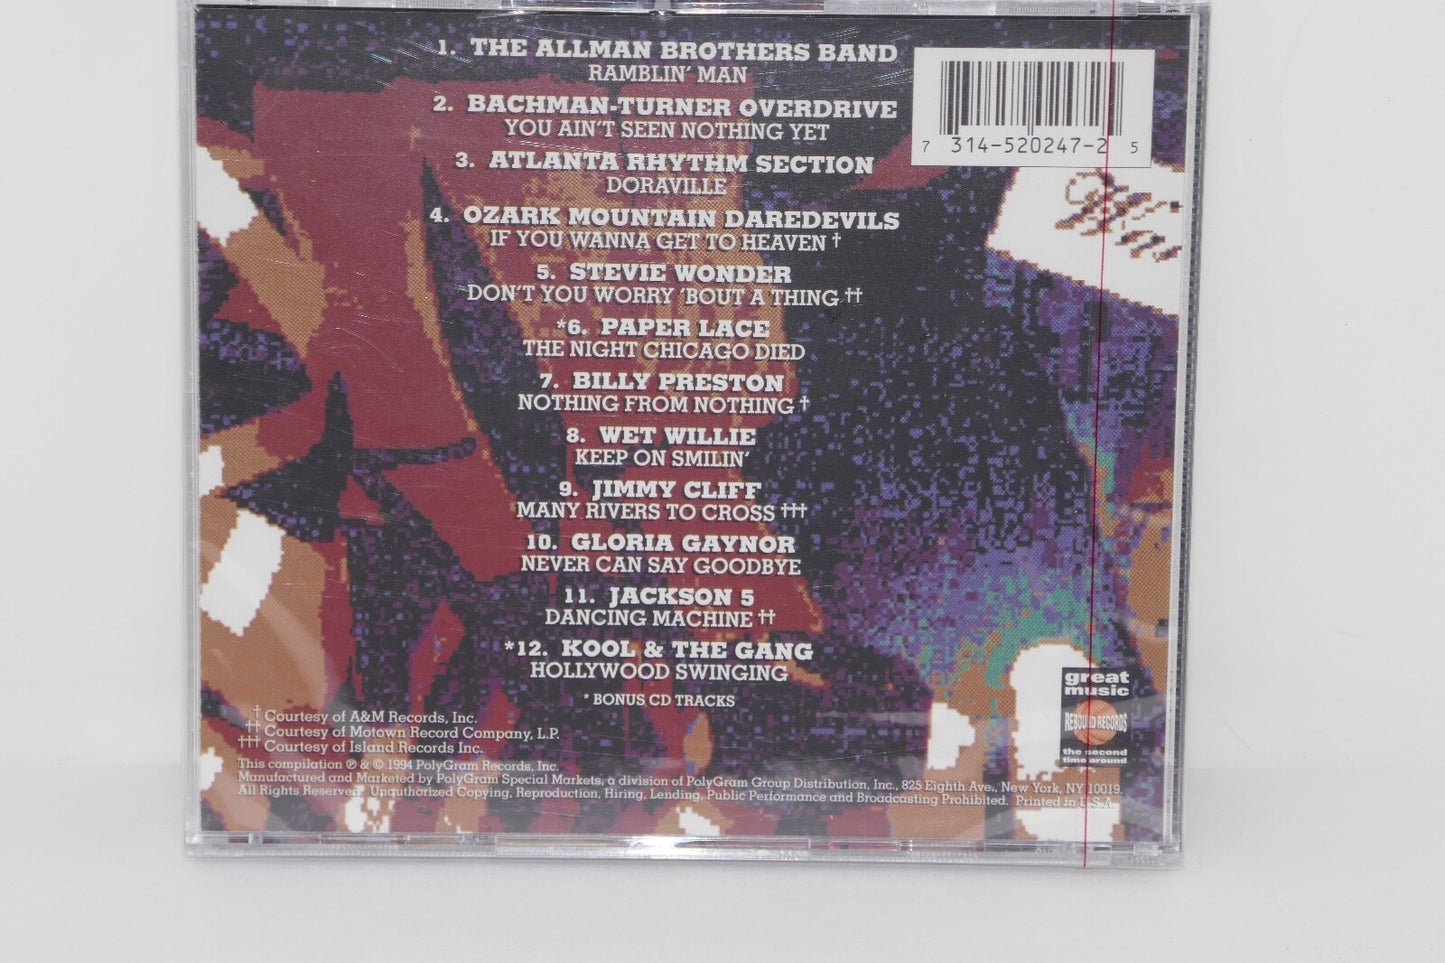 1. THE ALLMAN BROTHERS BAND
RAMBLIN' MAN
2. BACHMAN-TURNER OVERDRIVE
YOU AIN'T SEEN NOTHING YET
3. ATLANTA RHYTHM SECTION
DORAVILLE
4. OZARK MOUNTAIN DAREDEVILS
IF YOU WANNA GET TO HEAVEN †
5. STEVIE WONDER
DON'T YOU WORRY 'BOUT A THING ††
*6. PAPER LACE
THE NIGHT CHICAGO DIED
7. BILLY PRESTON
NOTHING FROM NOTHING †
8. WET WILLIE
KEEP ON SMILIN'
9. JIMMY CLIFF
MANY RIVERS TO CROSS †††
10. GLORIA GAYNOR
NEVER CAN SAY GOODBYE
11. JACKSON 5
DANCING MACHINE ††
*12. KOOL & THE GANG
HOLLYWOOD SWINGING
* BONUS CD TRACKS
† Courtesy of A&M Records, Inc.
†† Courtesy of Motown Record Company, L.P.
††† Courtesy of Island Records Inc.
This compilation ℗ & © 1994 PolyGram Records, Inc.
Manufactured and Marketed by PolyGram Special Markets, a division of PolyGram Group Distribution, Inc., 825 Eighth Ave., New York, NY 10019.
All Rights Reserved. Unauthorized Copying, Reproduction, Hiring, Lending, Public Performance and Broadcasting Prohibited. Printed in U.S.A.
7 314-520247-2 5
great
music
REBOUND RECORDS
the second
time around